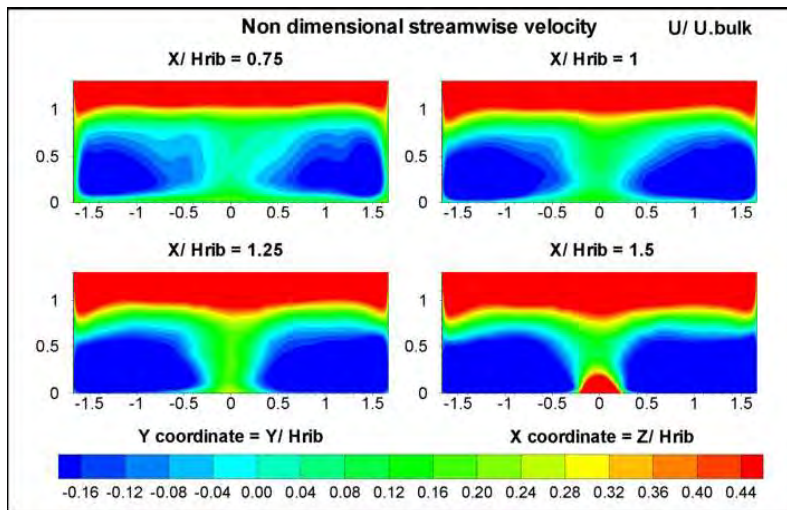 Non dimensional streamwise velocity U/ U.bulk
X/ Hrib = 0.75 X/ Hrib = 1
1
0.5
0
-1.5 -1 -0.5 0 0.5 1 1.5
1
0.5
0
-1.5 -1 -0.5 0 0.5 1 1.5
X/ Hrib = 1.25 X/ Hrib = 1.5
1
0.5
0
-1.5 -1 -0.5 0 0.5 1 1.5
1
0.5
0
-1.5 -1 -0.5 0 0.5 1 1.5
Y coordinate = Y/ Hrib X coordinate = Z/ Hrib
-0.16 -0.12 -0.08 -0.04 0.00 0.04 0.08 0.12 0.16 0.20 0.24 0.28 0.32 0.36 0.40 0.44